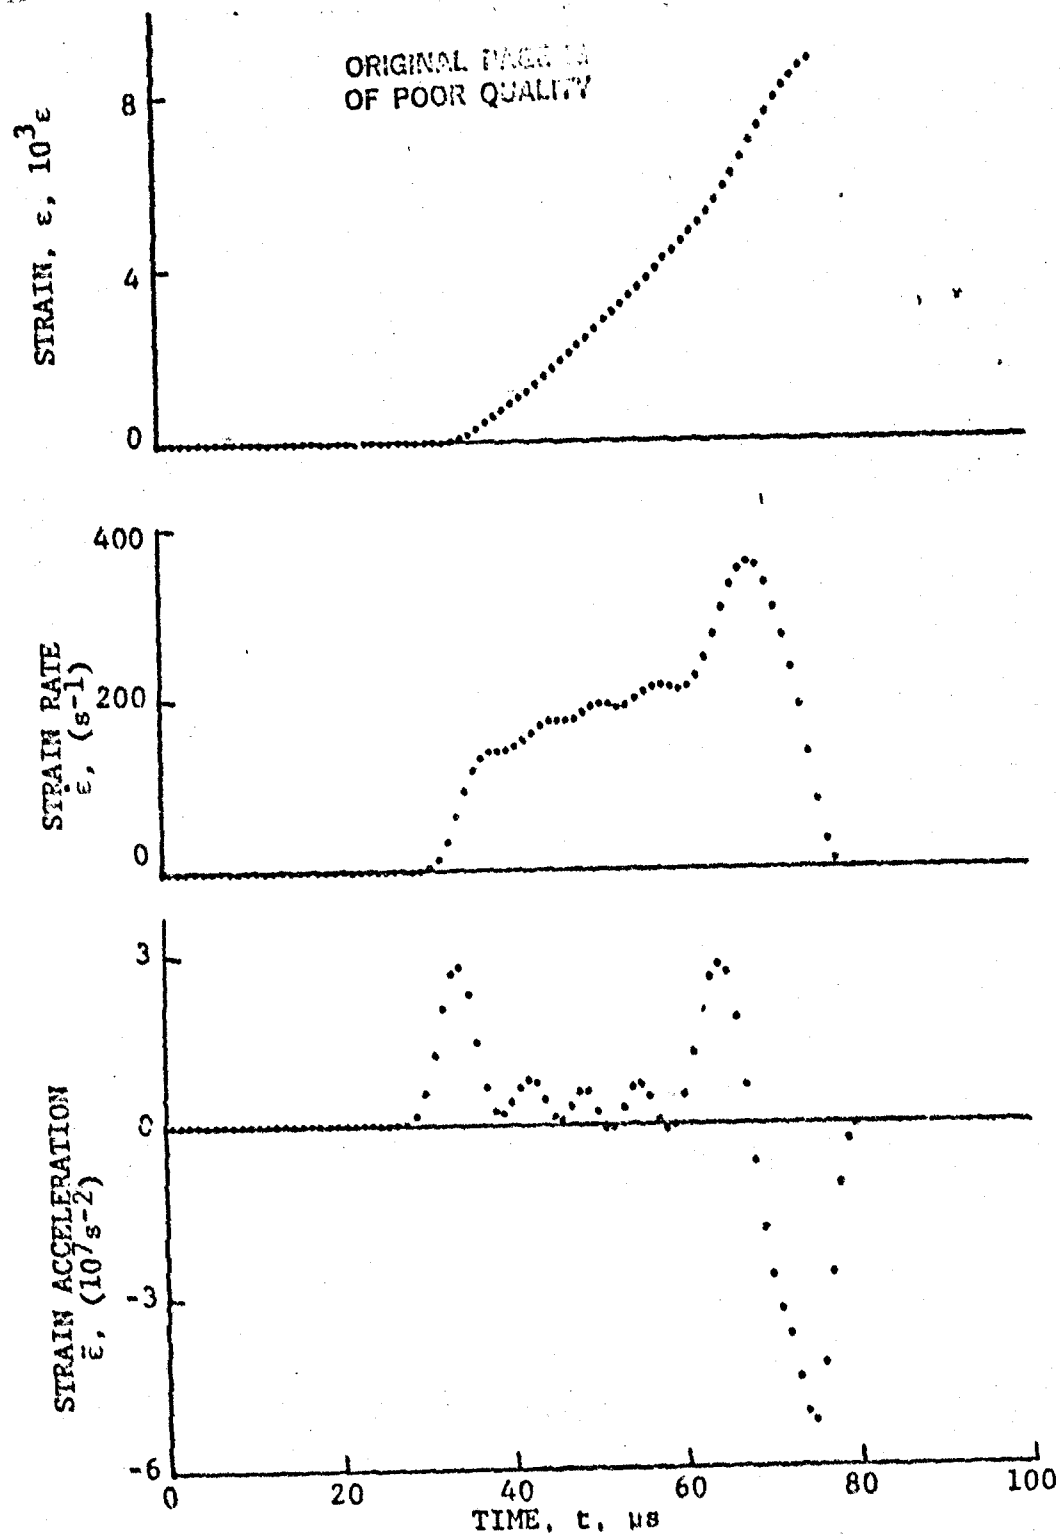 ORIGINAL PAGE IS
OF POOR QUALITY
STRAIN, ε, 10³ε
8
4
0
STRAIN RATE
ε̇, (s⁻¹)
400
200
0
STRAIN ACCELERATION
ε̈, (10⁷s⁻²)
3
0
-3
-6
0 20 40 60 80 100
TIME, t, μs